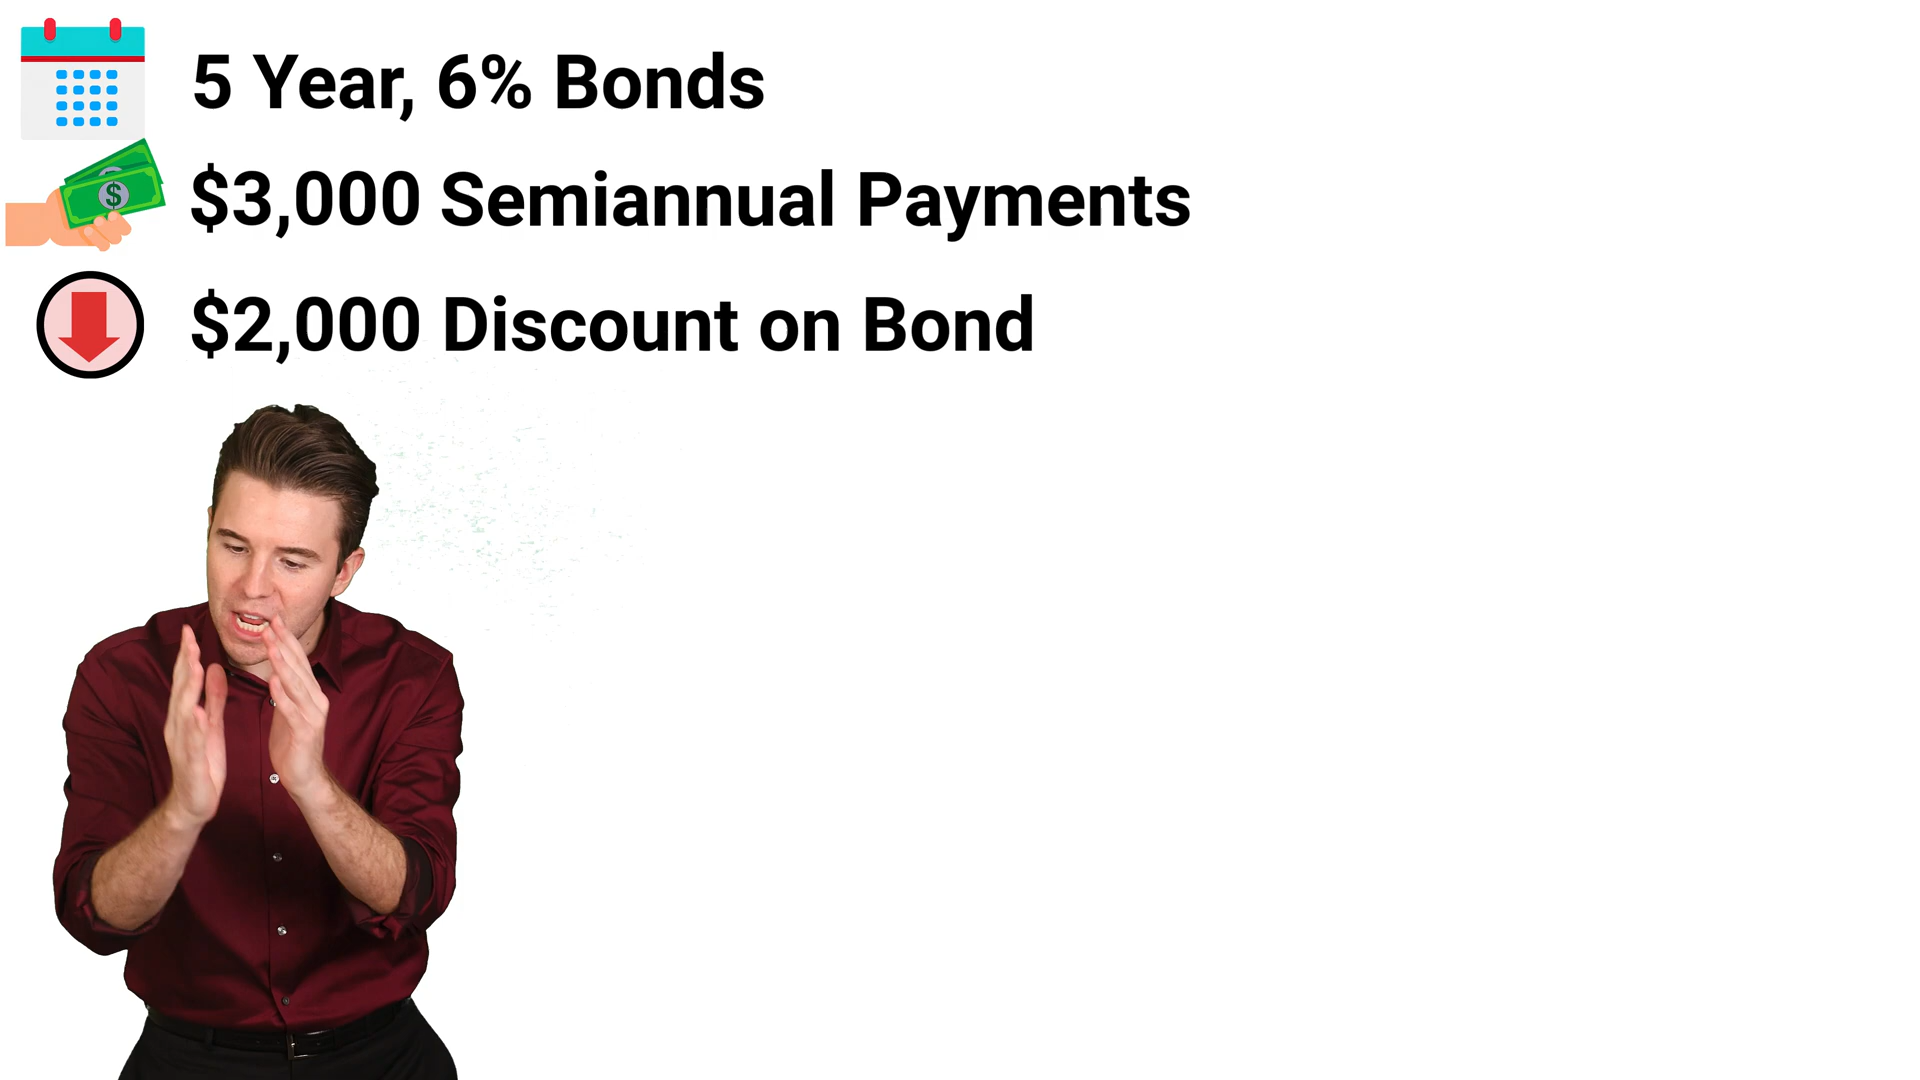 5 Year, 6% Bonds
$3,000 Semiannual Payments
$
$2,000 Discount on Bond